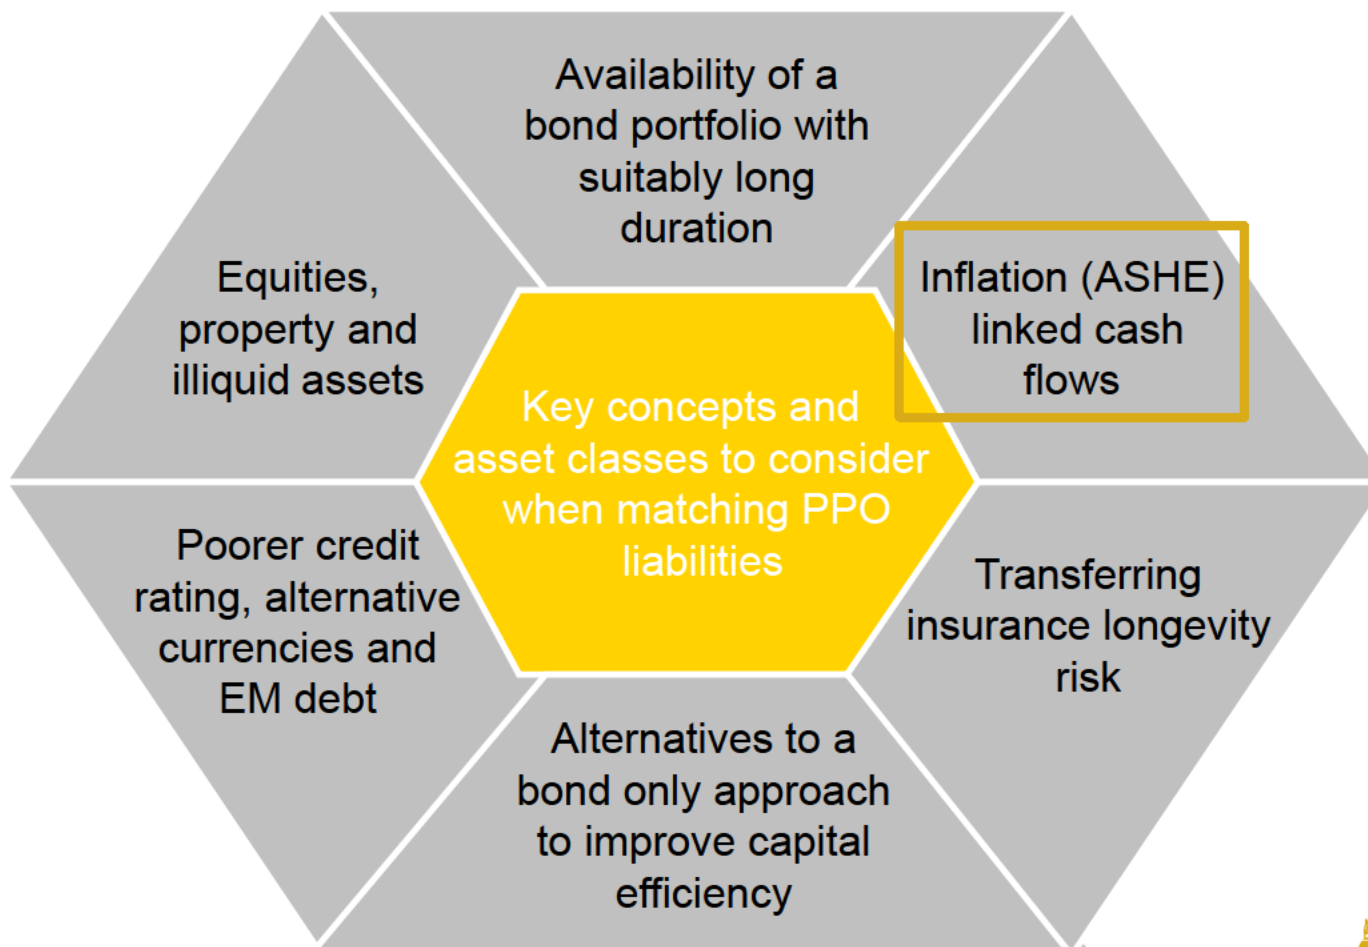 Availability of a
bond portfolio with
suitably long
duration
Inflation (ASHE)
linked cash
flows
Equities,
property and
illiquid assets
Key concepts and
asset classes to consider
when matching PPO
liabilities
Poorer credit
rating, alternative
currencies and
EM debt
Transferring
insurance longevity
risk
Alternatives to a
bond only approach
to improve capital
efficiency